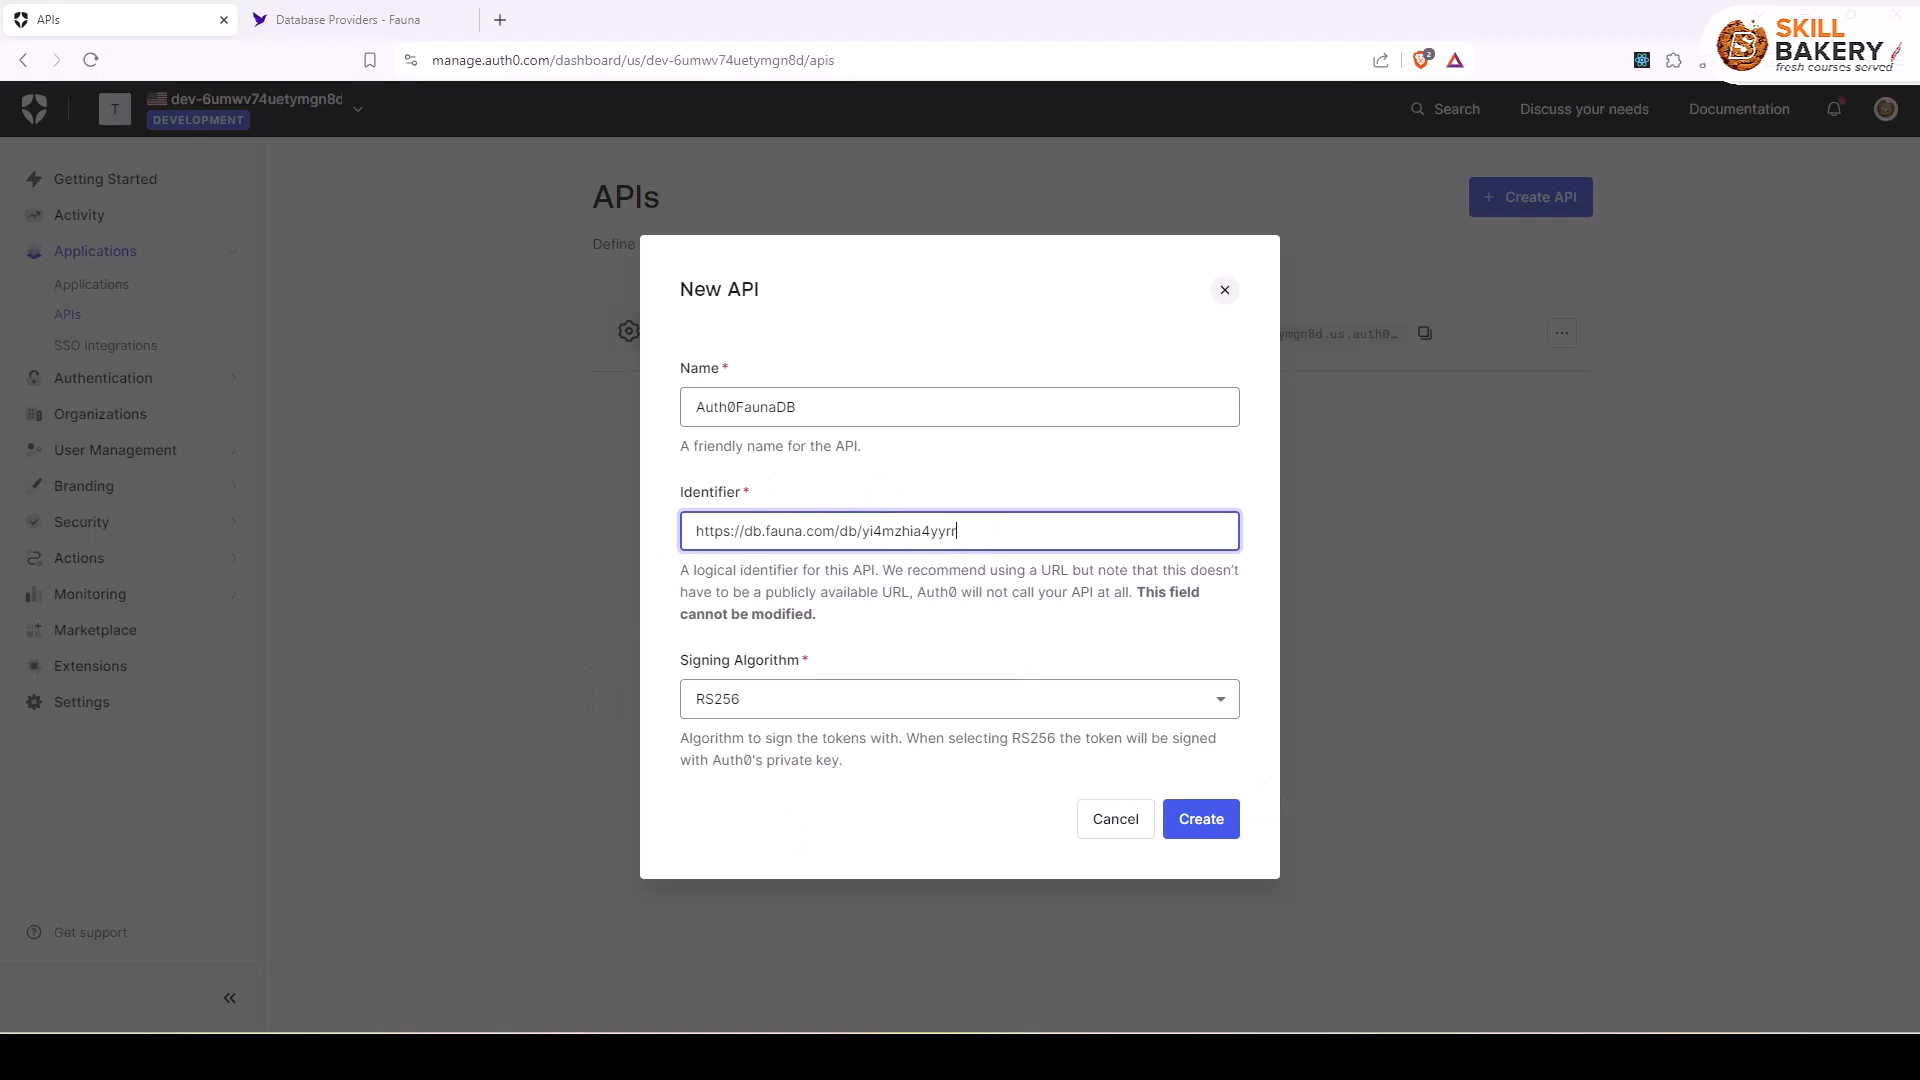 APIs
Database Providers - Fauna
manage.auth0.com/dashboard/us/dev-6umwv74uetymgn8d/apis
2
SKILL
BAKERY
fresh courses served
T
dev-6umwv74uetymgn8d
DEVELOPMENT
Search
Discuss your needs
Documentation
Getting Started
Activity
Applications
Applications
APIs
SSO Integrations
Authentication
Organizations
User Management
Branding
Security
Actions
Monitoring
Marketplace
Extensions
Settings
Get support
APIs
+ Create API
Define
ymgn8d.us.auth0…
New API
Name *
Auth0FaunaDB
A friendly name for the API.
Identifier *
https://db.fauna.com/db/yi4mzhia4yyrr
A logical identifier for this API. We recommend using a URL but note that this doesn't
have to be a publicly available URL, Auth0 will not call your API at all. This field
cannot be modified.
Signing Algorithm *
RS256
Algorithm to sign the tokens with. When selecting RS256 the token will be signed
with Auth0's private key.
Cancel
Create